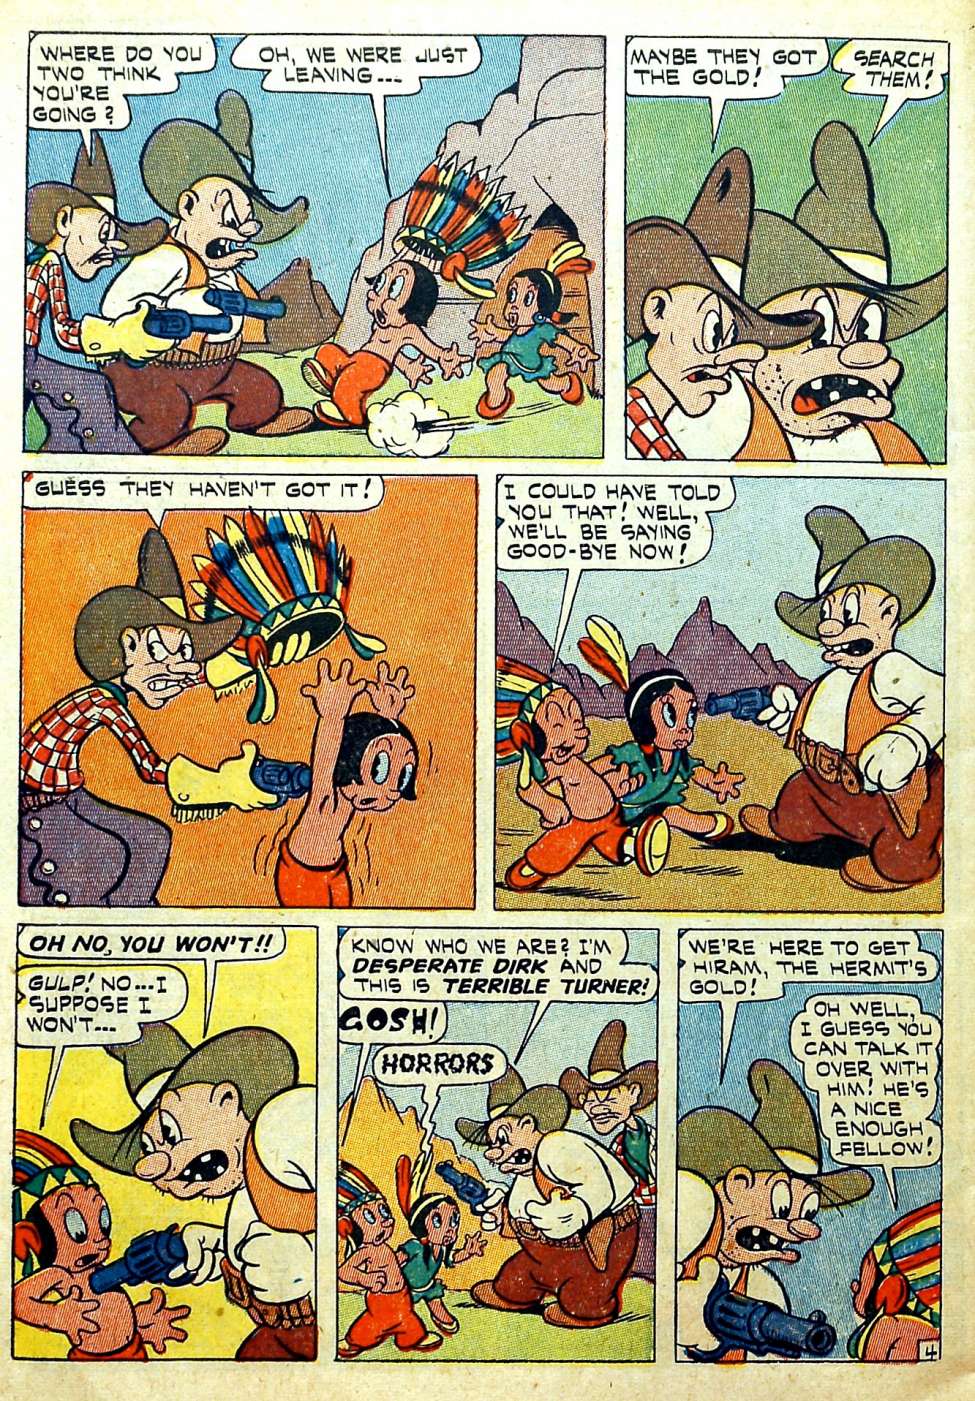 WHERE DO YOU
TWO THINK
YOU'RE
GOING?
OH, WE WERE JUST
LEAVING...
MAYBE THEY GOT
THE GOLD!
SEARCH
THEM!
GUESS THEY HAVEN'T GOT IT!
I COULD HAVE TOLD
YOU THAT! WELL,
WE'LL BE SAYING
GOOD-BYE NOW!
OH NO, YOU WON'T!!
GULP! NO...I
SUPPOSE I
WON'T...
KNOW WHO WE ARE? I'M
DESPERATE DIRK AND
THIS IS TERRIBLE TURNER!
GOSH!
HORRORS
WE'RE HERE TO GET
HIRAM, THE HERMIT'S
GOLD!
OH WELL,
I GUESS YOU
CAN TALK IT
OVER WITH
HIM! HE'S
A NICE
ENOUGH
FELLOW!
4